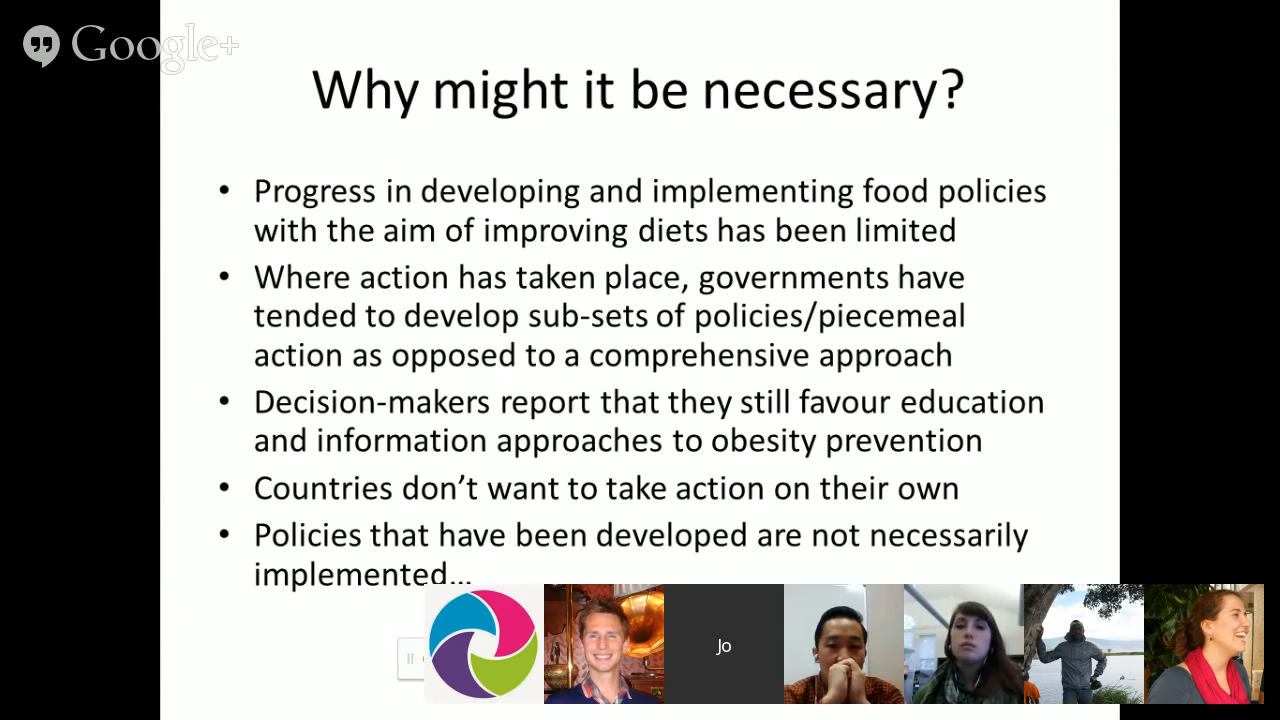 Google+
Why might it be necessary?
• Progress in developing and implementing food policies
with the aim of improving diets has been limited
• Where action has taken place, governments have
tended to develop sub-sets of policies/piecemeal
action as opposed to a comprehensive approach
• Decision-makers report that they still favour education
and information approaches to obesity prevention
• Countries don’t want to take action on their own
• Policies that have been developed are not necessarily
implemented…
Jo